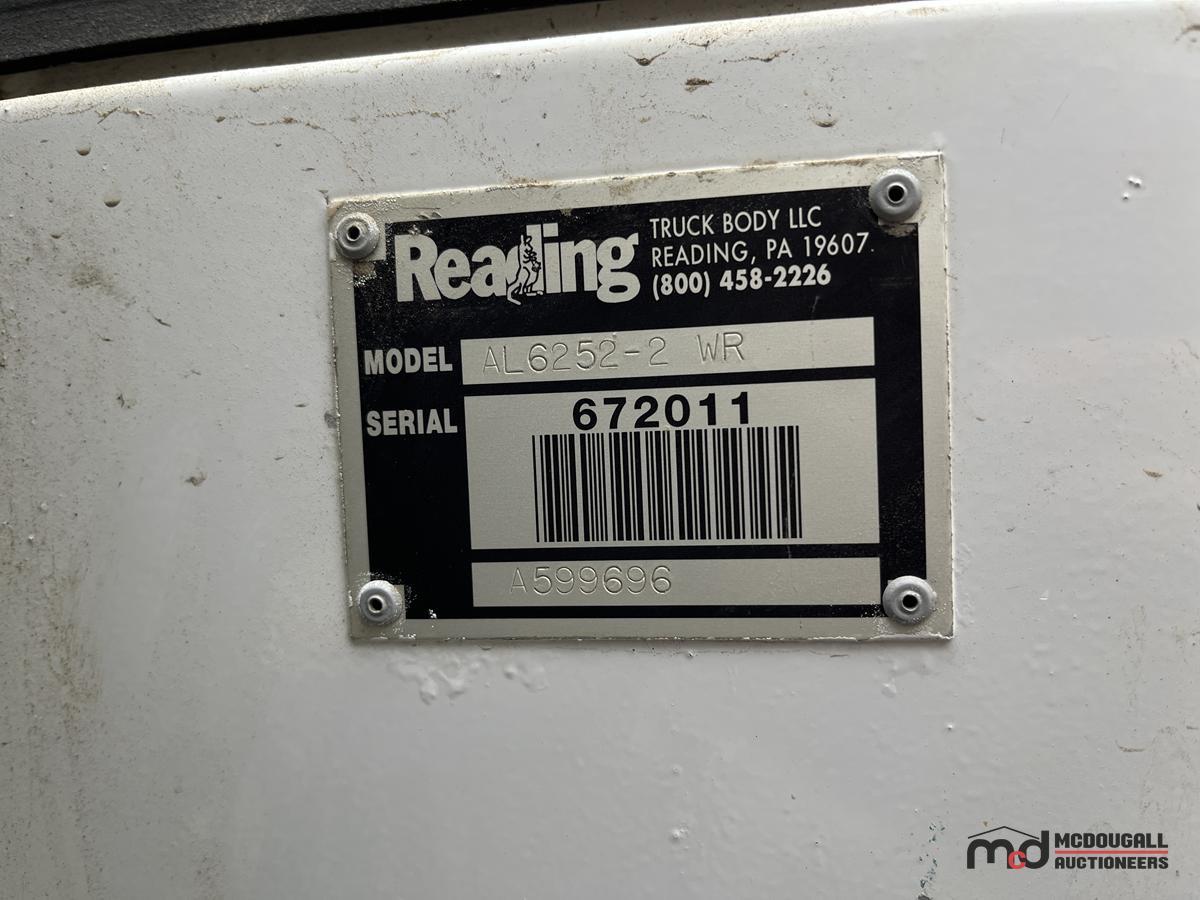 Reading
TRUCK BODY LLC
READING, PA 19607
(800) 458-2226
MODEL AL6252-2 WR
SERIAL 672011
A599696
mcd MCDOUGALL
AUCTIONEERS